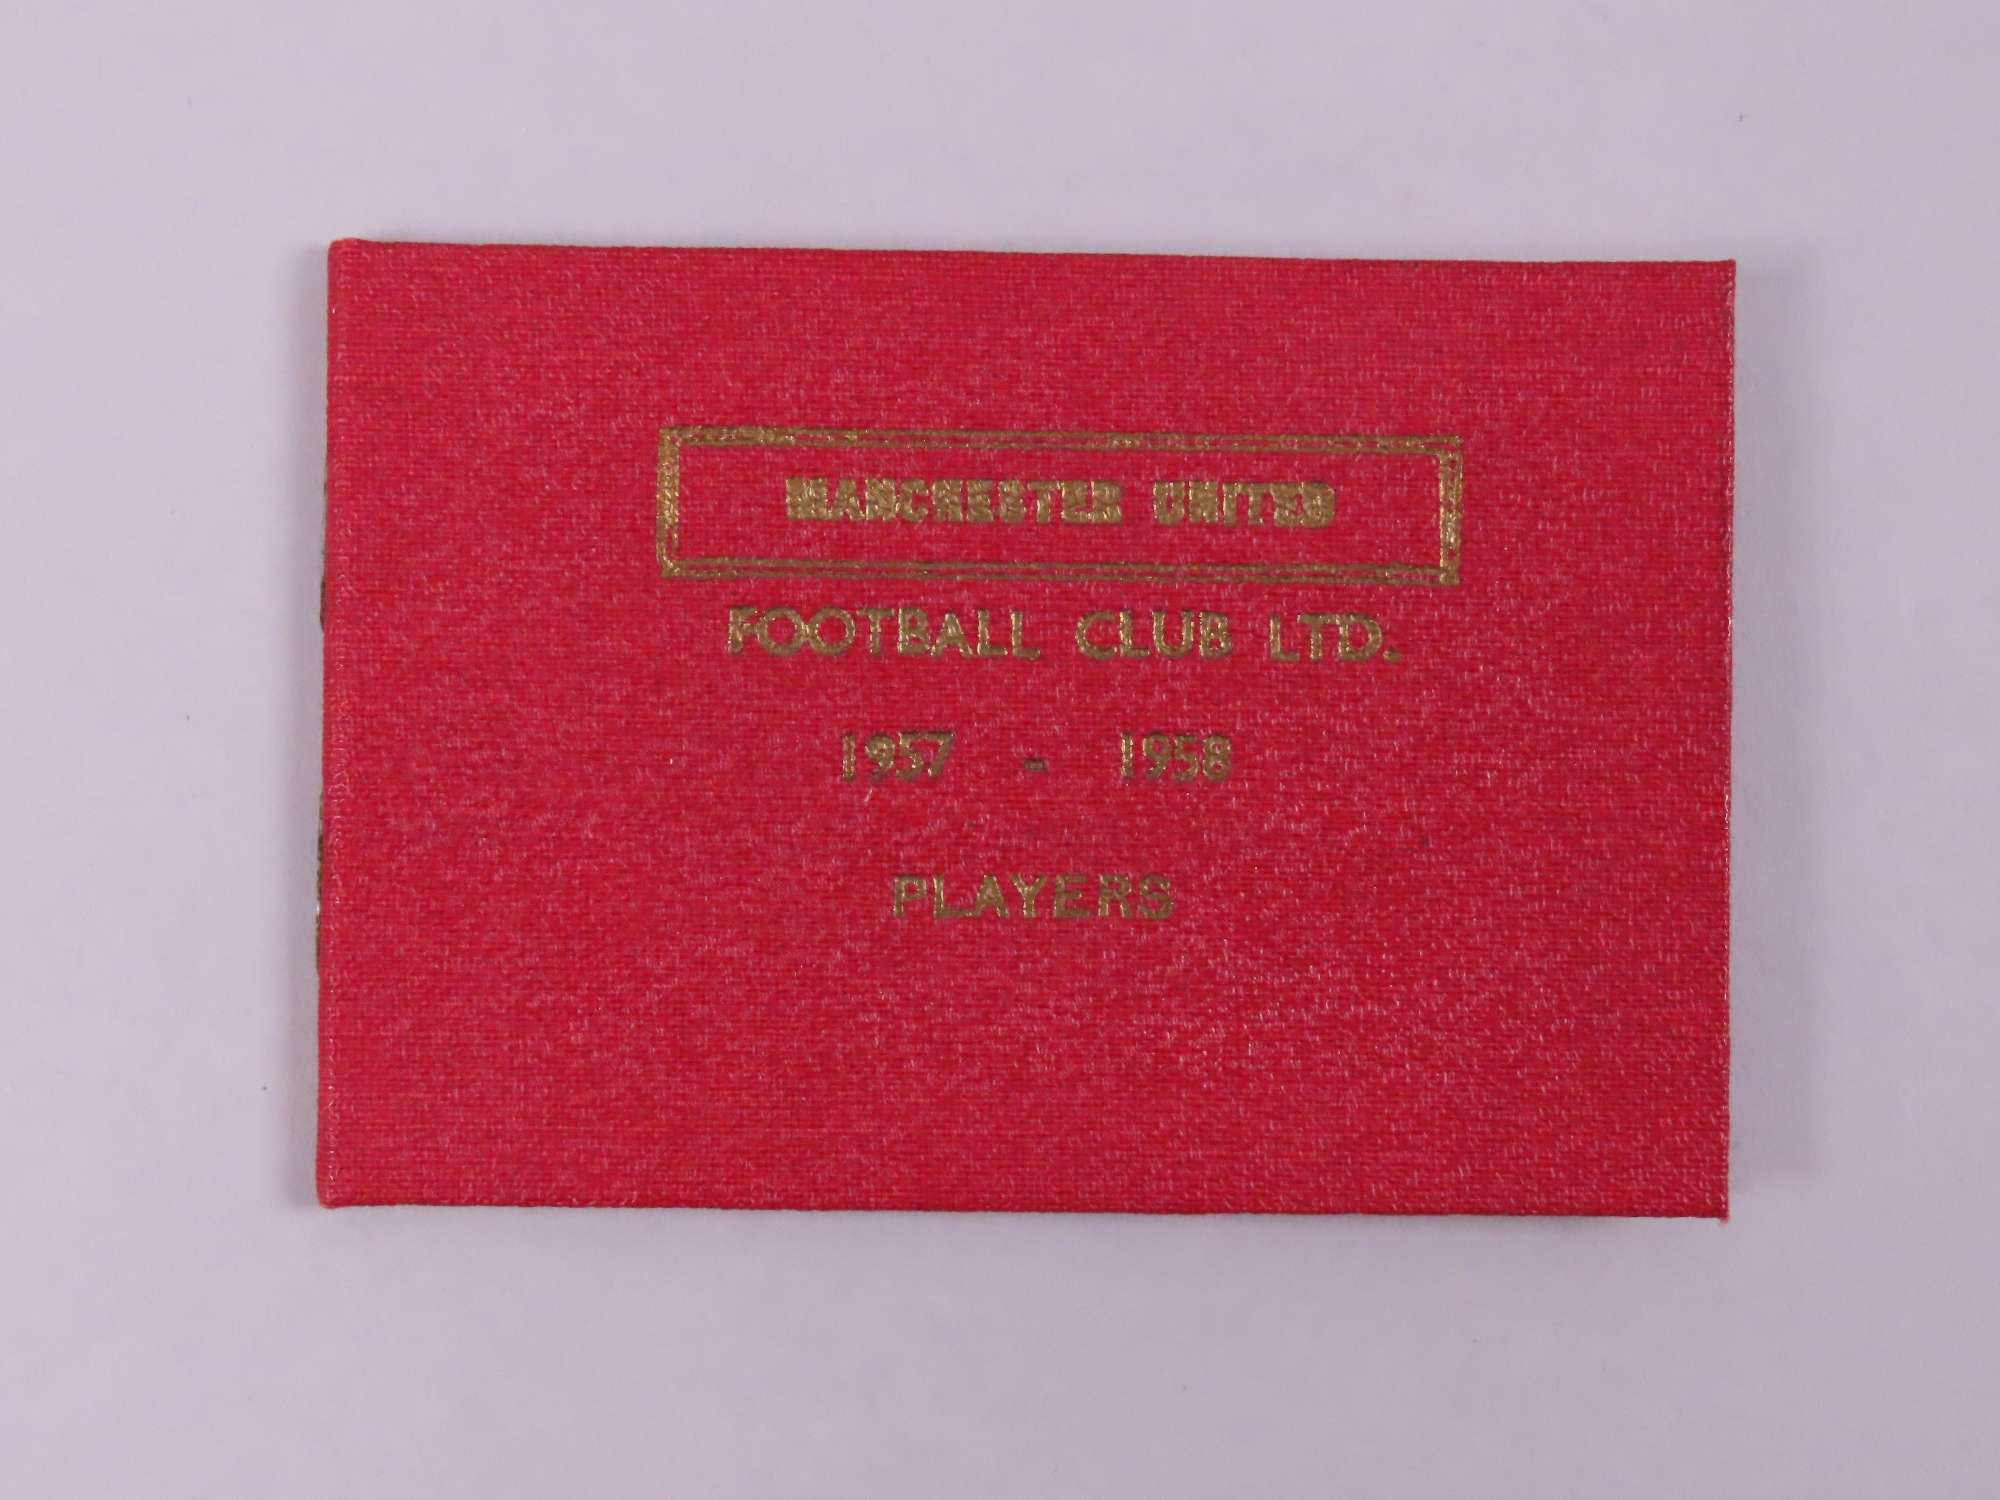 MANCHESTER UNITED
FOOTBALL CLUB LTD.
1957 - 1958
PLAYERS